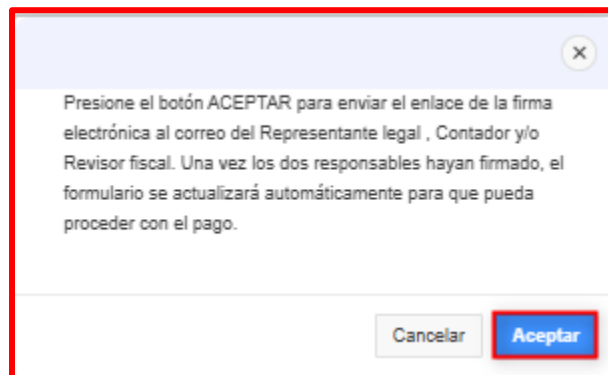 ×
Presione el botón ACEPTAR para enviar el enlace de la firma
electrónica al correo del Representante legal , Contador y/o
Revisor fiscal. Una vez los dos responsables hayan firmado, el
formulario se actualizará automáticamente para que pueda
proceder con el pago.
Cancelar Aceptar